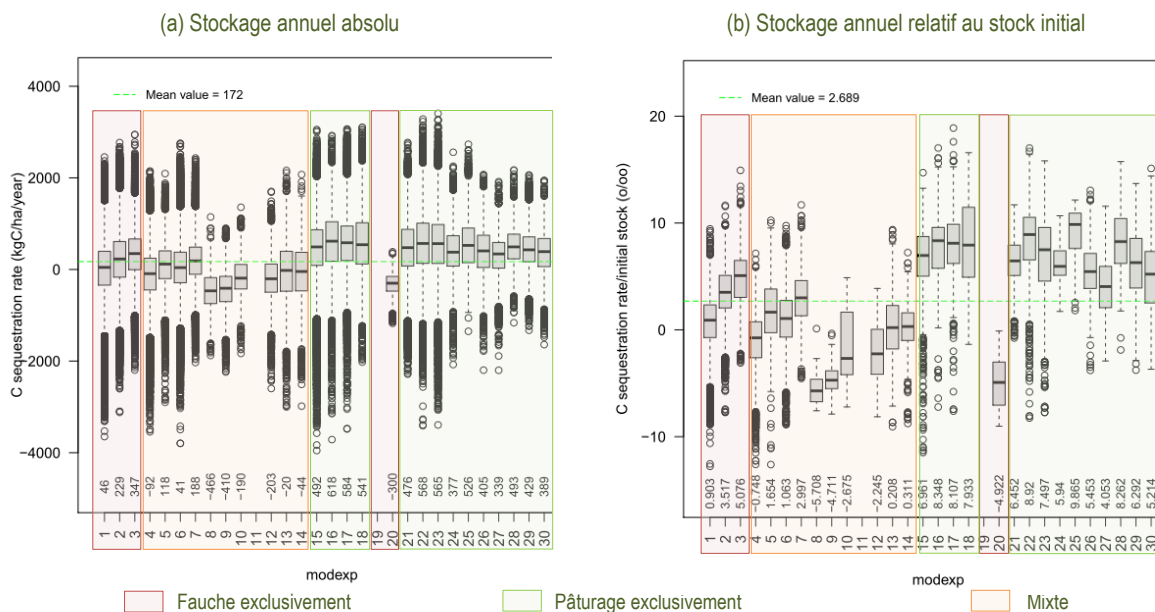 (a) Stockage annuel absolu
C sequestration rate (kgC/ha/year)
4000
2000
0
2000
−4000
Mean value = 172
46 229 347 −92 118 41 188 −466 −410 −190 −203 −20 −44 492 618 584 541 −300 476 568 565 377 526 405 339 493 429 389
1 2 3 4 5 6 7 8 9 10 11 12 13 14 15 16 17 18 19 20 21 22 23 24 25 26 27 28 29 30
modexp
(b) Stockage annuel relatif au stock initial
C sequestration rate/initial stock (o/oo)
20
10
0
−10
Mean value = 2.689
0.903 3.517 5.076 −0.748 1.654 1.063 2.997 −5.708 −4.711 −2.675 −2.245 0.208 0.311 6.961 8.348 8.107 7.933 −4.922 6.452 8.92 7.497 5.94 9.865 5.453 4.053 8.262 6.292 5.214
1 2 3 4 5 6 7 8 9 10 11 12 13 14 15 16 17 18 19 20 21 22 23 24 25 26 27 28 29 30
modexp
Fauche exclusivement
Pâturage exclusivement
Mixte